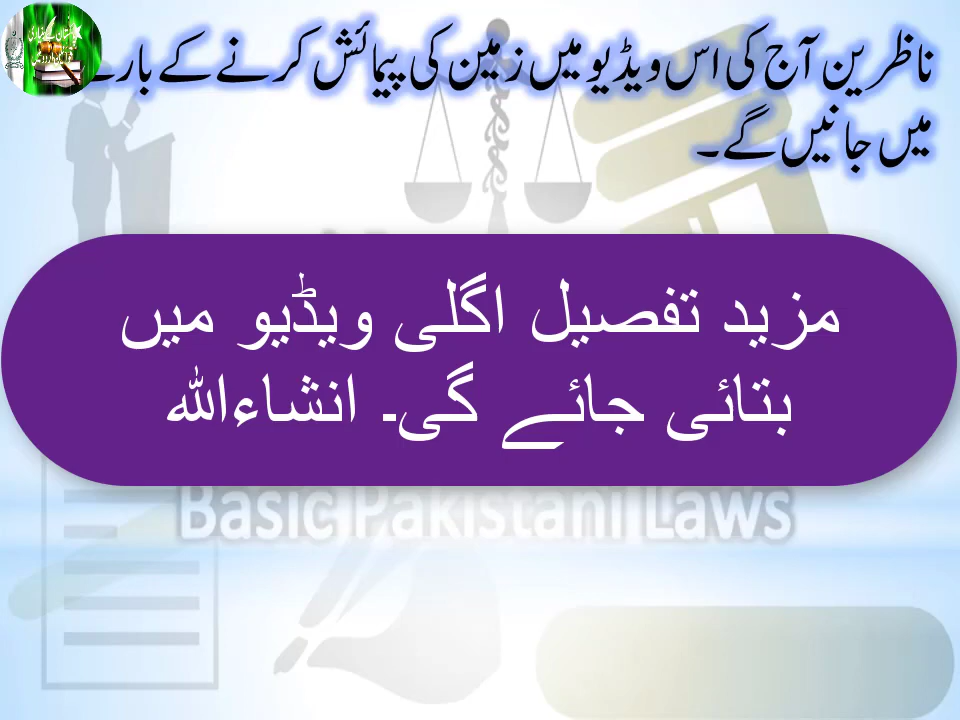 ناظرین آج کی اس ویڈیو میں زمین کی پیمائش کرنے کے بارے
میں جانیں گے۔
مزید تفصیل اگلی ویڈیو میں
بتائی جائے گی۔ انشاءاللہ
Basic Pakistani Laws